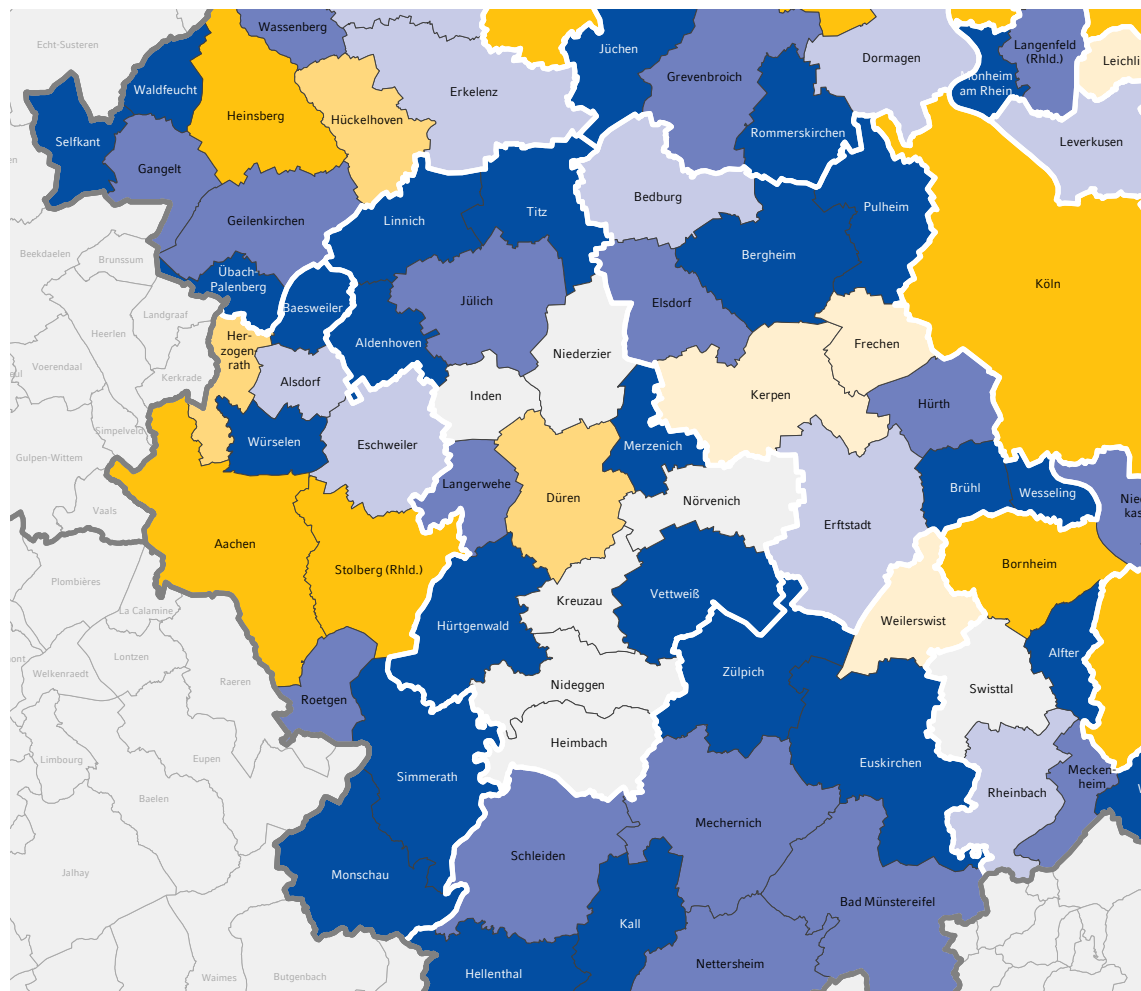 Wassenberg
Echt-Susteren
Jüchen
Dormagen
Langenfeld
(Rhld.)
Leichli
Grevenbroich
Monheim
am Rhein
Waldfeucht
Erkelenz
Heinsberg
Hückelhoven
Rommerskirchen
Selfkant
Leverkusen
Gangelt
en
Bedburg
Pulheim
Titz
Linnich
Geilenkirchen
Beekdaelen
Brunssum
Bergheim
Übach-
Palenberg
Köln
Jülich
Elsdorf
Baesweiler
Landgraaf
Heerlen
Her-
zogen-
rath
Aldenhoven
Frechen
Niederzier
Voerendaal
eul
Kerkrade
Alsdorf
Inden
Kerpen
Hürth
Simpelveld
Würselen
Eschweiler
Merzenich
Gulpen-Wittem
Langerwehe
Düren
Nörvenich
Brühl
Wesseling
Nie
kas
Vaals
Erftstadt
Aachen
Stolberg (Rhld.)
Bornheim
Plombières
Vettweiß
Kreuzau
La Calamine
Weilerswist
Hürtgenwald
Alfter
Lontzen
ont
Welkenraedt
Raeren
Zülpich
Nideggen
Swisttal
Roetgen
Heimbach
Limbourg
Eupen
Simmerath
Euskirchen
Mecken-
heim
Baelen
Rheinbach
Mechernich
Schleiden
Jalhay
Monschau
Bad Münstereifel
Kall
Nettersheim
Hellenthal
Waimes
Butgenbach